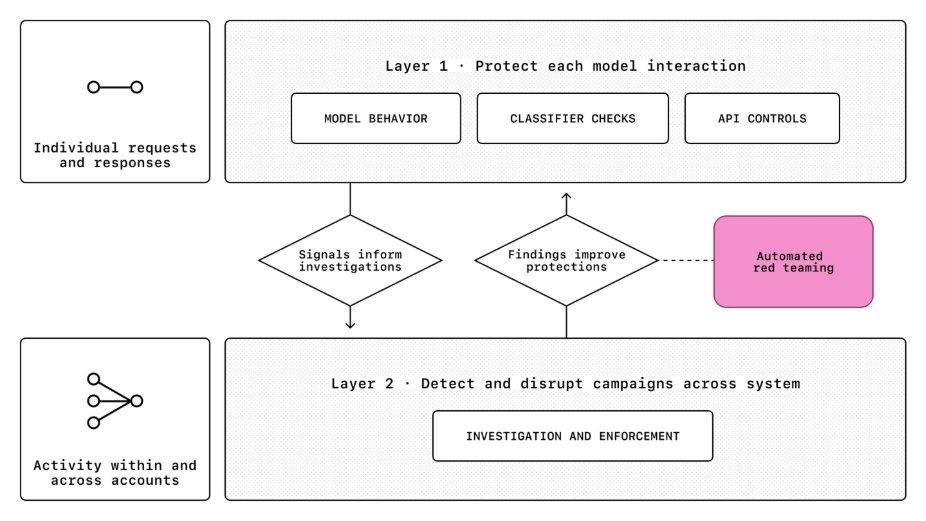 Layer 1 · Protect each model interaction
MODEL BEHAVIOR
CLASSIFIER CHECKS
API CONTROLS
Individual requests
and responses
Signals inform
investigations
Findings improve
protections
Automated
red teaming
Layer 2 · Detect and disrupt campaigns across system
INVESTIGATION AND ENFORCEMENT
Activity within and
across accounts